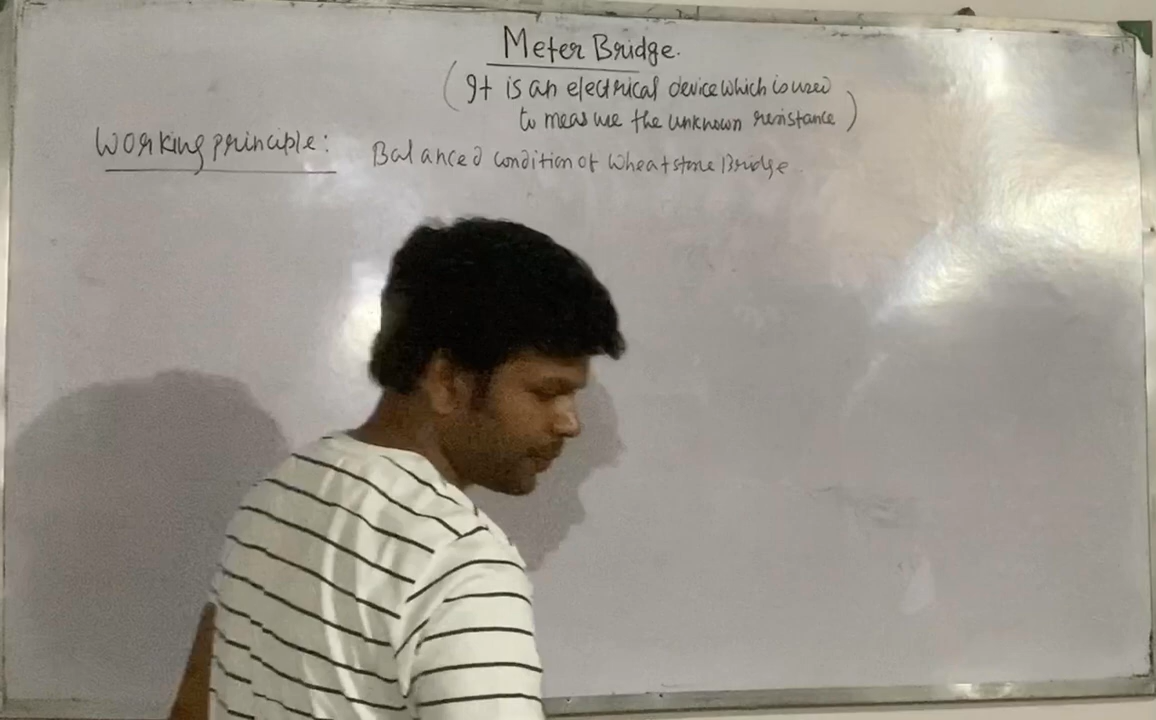 Meter Bridge.
(It is an electrical device which is used
to measure the unknown resistance)
Working principle: Balanced condition of Wheatstone Bridge